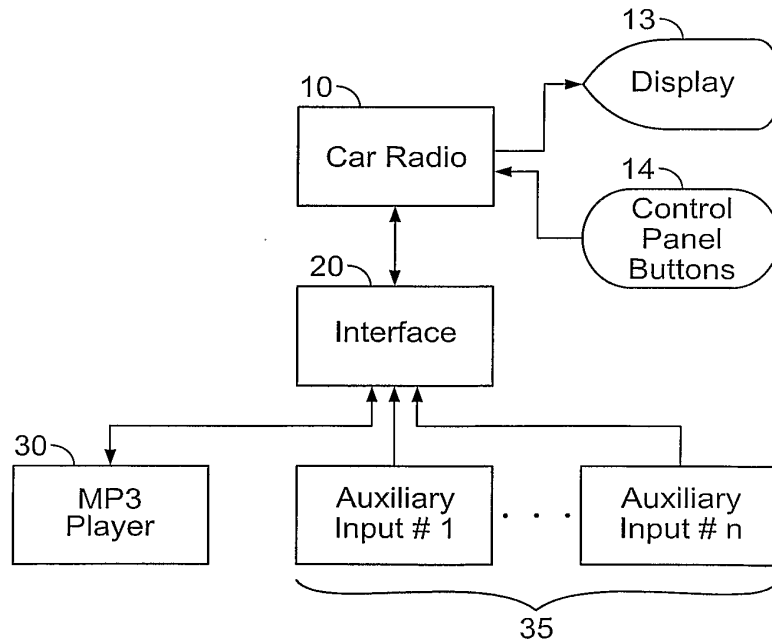 13
Display
10
Car Radio
14
Control
Panel
Buttons
20
Interface
30
MP3
Player
Auxiliary
Input # 1
. . .
Auxiliary
Input # n
35